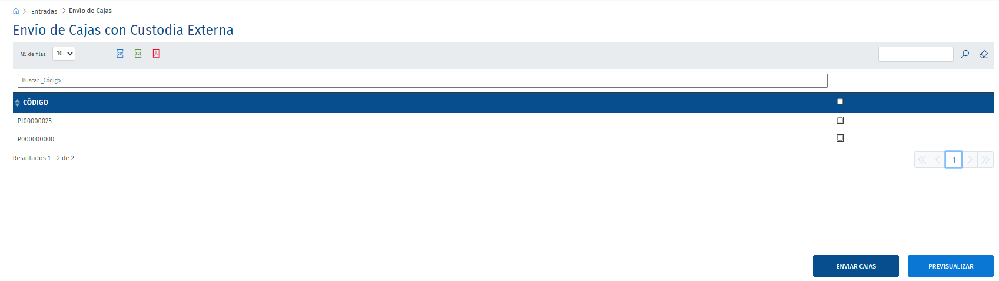 Entradas Envío de Cajas
Envío de Cajas con Custodia Externa
Nº de filas 10 CSV XLS
Buscar _Código
CÓDIGO
PI00000025
P000000000
Resultados 1 - 2 de 2
1
ENVIAR CAJAS PREVISUALIZAR